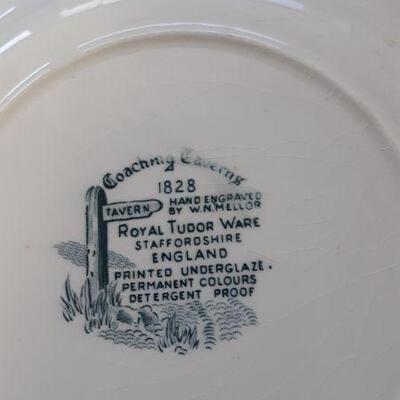 Coaching Taverns
1828
TAVERN
HAND ENGRAVED
BY W.N. MELLOR
ROYAL TUDOR WARE
STAFFORDSHIRE
ENGLAND
PRINTED UNDERGLAZE.
PERMANENT COLOURS
DETERGENT PROOF